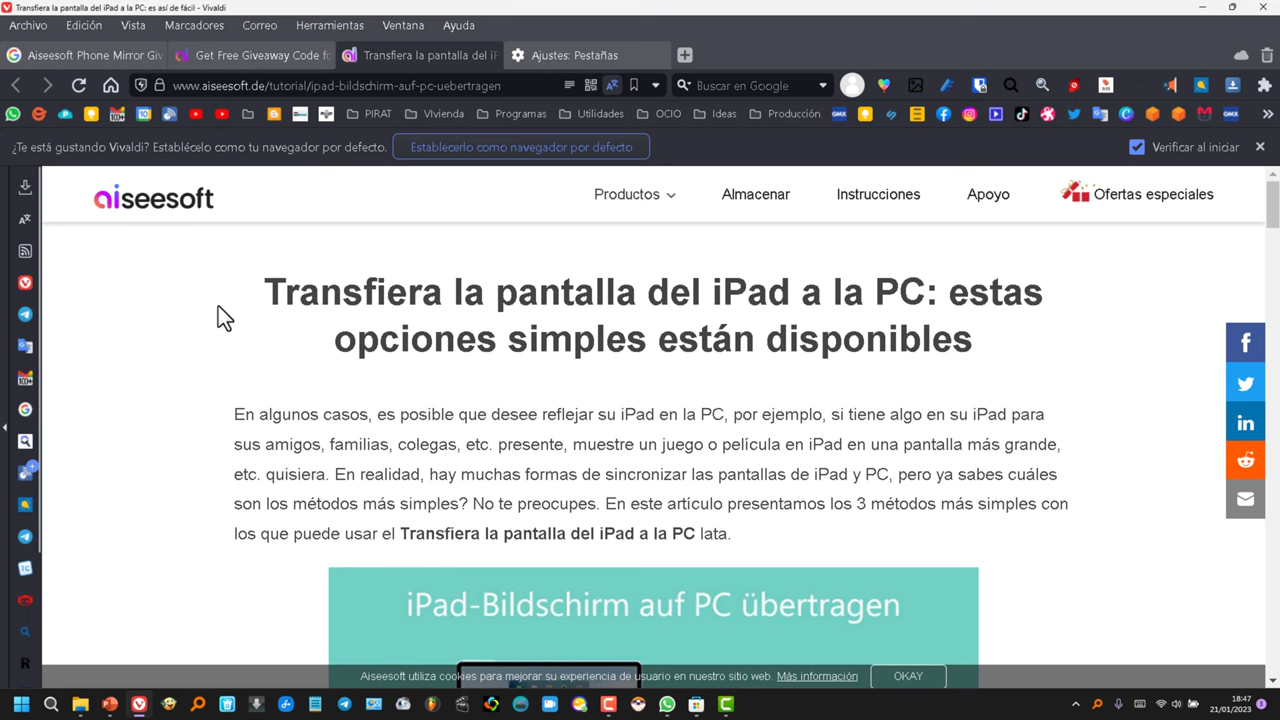 Transfiera la pantalla del iPad a la PC: es así de fácil - Vivaldi
Archivo Edición Vista Marcadores Correo Herramientas Ventana Ayuda
Aiseesoft Phone Mirror Giv Get Free Giveaway Code fo Transfiera la pantalla del iP Ajustes: Pestañas
www.aiseesoft.de/tutorial/ipad-bildschirm-auf-pc-uebertragen Buscar en Google
PIRAT VIvienda Programas Utilidades OCIO Ideas Producción
¿Te está gustando Vivaldi? Establécelo como tu navegador por defecto. Establecerlo como navegador por defecto Verificar al iniciar
aiseesoft Productos Almacenar Instrucciones Apoyo Ofertas especiales
Transfiera la pantalla del iPad a la PC: estas
opciones simples están disponibles
En algunos casos, es posible que desee reflejar su iPad en la PC, por ejemplo, si tiene algo en su iPad para
sus amigos, familias, colegas, etc. presente, muestre un juego o película en iPad en una pantalla más grande,
etc. quisiera. En realidad, hay muchas formas de sincronizar las pantallas de iPad y PC, pero ya sabes cuáles
son los métodos más simples? No te preocupes. En este artículo presentamos los 3 métodos más simples con
los que puede usar el Transfiera la pantalla del iPad a la PC lata.
iPad-Bildschirm auf PC übertragen
Aiseesoft utiliza cookies para mejorar su experiencia de usuario en nuestro sitio web. Más información OKAY
18:47
21/01/2023